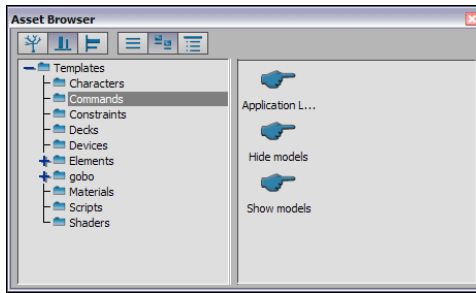 Asset Browser
Templates
Characters
Commands
Constraints
Decks
Devices
Elements
gobo
Materials
Scripts
Shaders
Application L...
Hide models
Show models